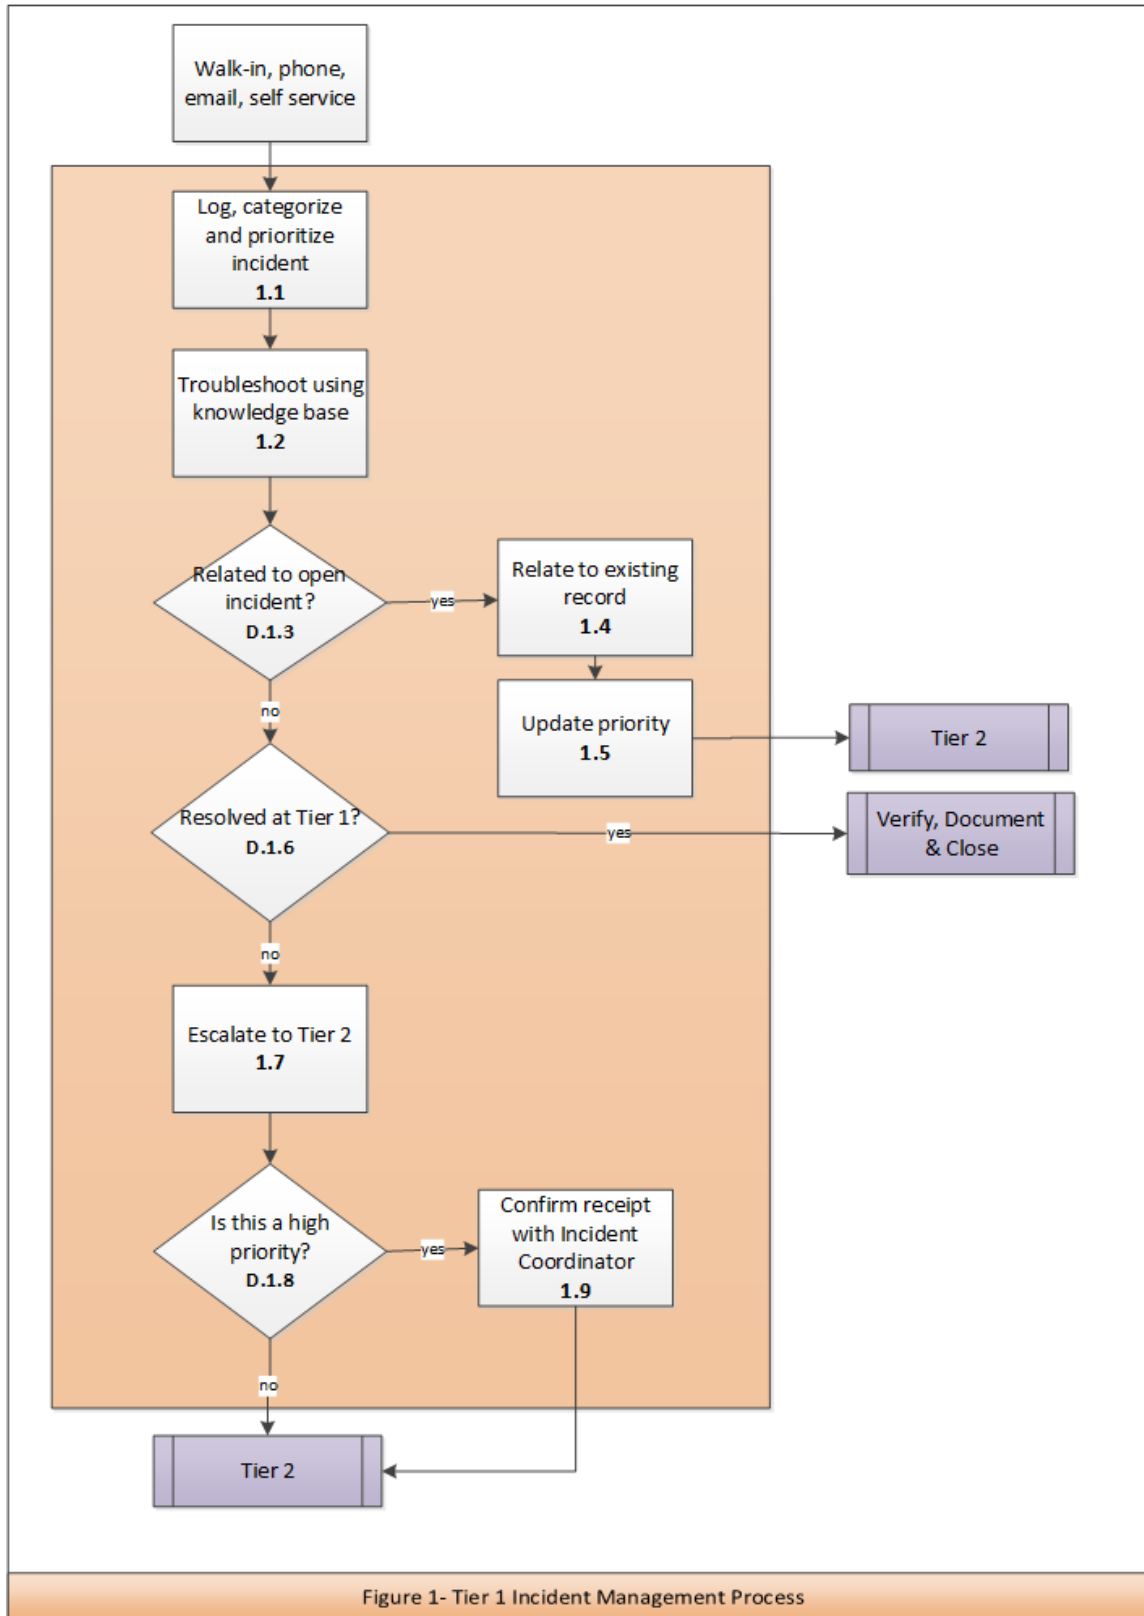 Walk-in, phone,
email, self service
Log, categorize
and prioritize
incident
1.1
Troubleshoot using
knowledge base
1.2
Related to open
incident?
D.1.3
yes
Relate to existing
record
1.4
no
Update priority
1.5
Tier 2
Resolved at Tier 1?
D.1.6
yes
Verify, Document
& Close
no
Escalate to Tier 2
1.7
Is this a high
priority?
D.1.8
yes
Confirm receipt
with Incident
Coordinator
1.9
no
Tier 2
Figure 1- Tier 1 Incident Management Process